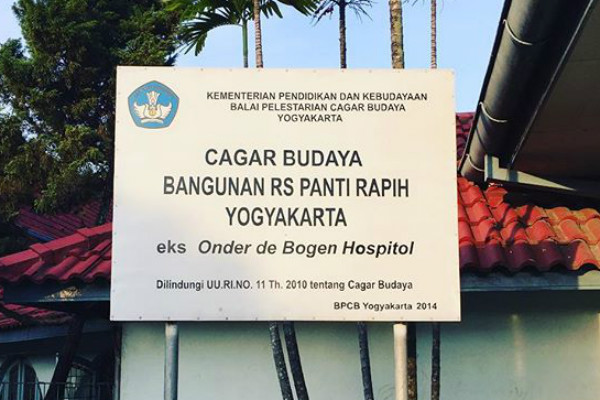 KEMENTERIAN PENDIDIKAN DAN KEBUDAYAAN
BALAI PELESTARIAN CAGAR BUDAYA
YOGYAKARTA
CAGAR BUDAYA
BANGUNAN RS PANTI RAPIH
YOGYAKARTA
eks Onder de Bogen Hospitol
Dilindungi UU.RI.NO. 11 Th. 2010 tentang Cagar Budaya
BPCB Yogyakarta 2014